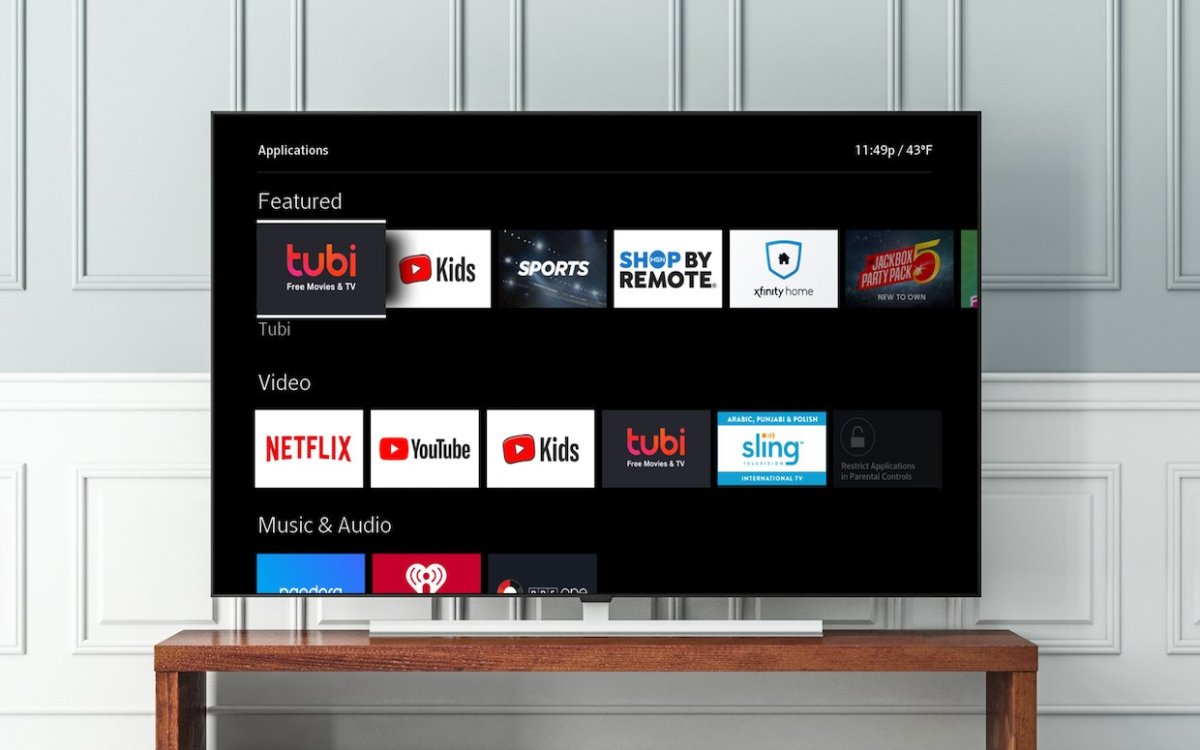 Applications
11:49p / 43°F
Featured
tubi
Free Movies & TV
Kids
SPORTS
SHOP HSN BY
REMOTE®
xfinity home
JACKBOX
PARTY PACK 5
NEW TO OWN
Tubi
Video
NETFLIX
YouTube
Kids
tubi
Free Movies & TV
ARABIC, PUNJABI & POLISH
sling
TELEVISION
INTERNATIONAL TV
Restrict Applications
in Parental Controls
Music & Audio
pandora
one